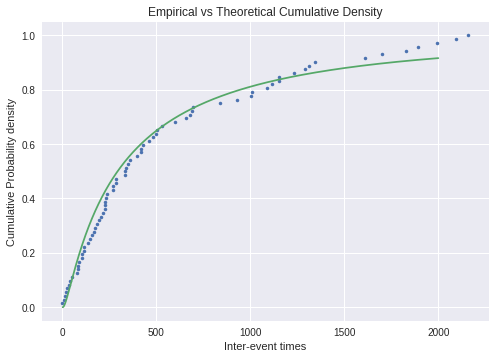 Empirical vs Theoretical Cumulative Density
1.0
0.8
0.6
0.4
0.2
0.0
Cumulative Probability density
0 500 1000 1500 2000
Inter-event times